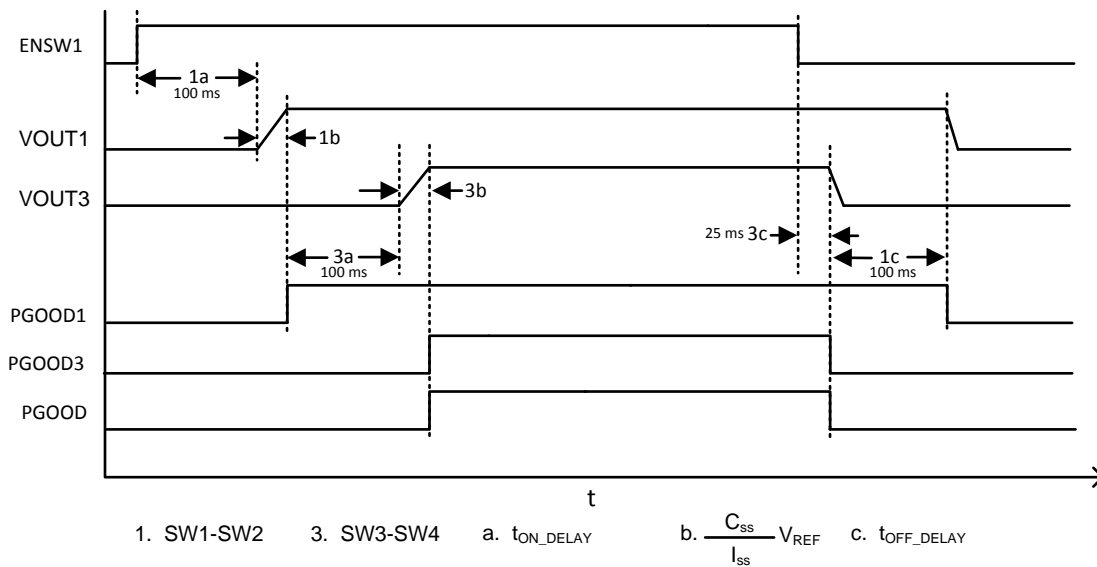 ENSW1
1a
100 ms
VOUT1
1b
VOUT3
3b
25 ms 3c
3a
100 ms
1c
100 ms
PGOOD1
PGOOD3
PGOOD
t
1. SW1-SW2 3. SW3-SW4 a. tON_DELAY b. Css / Iss VREF c. tOFF_DELAY